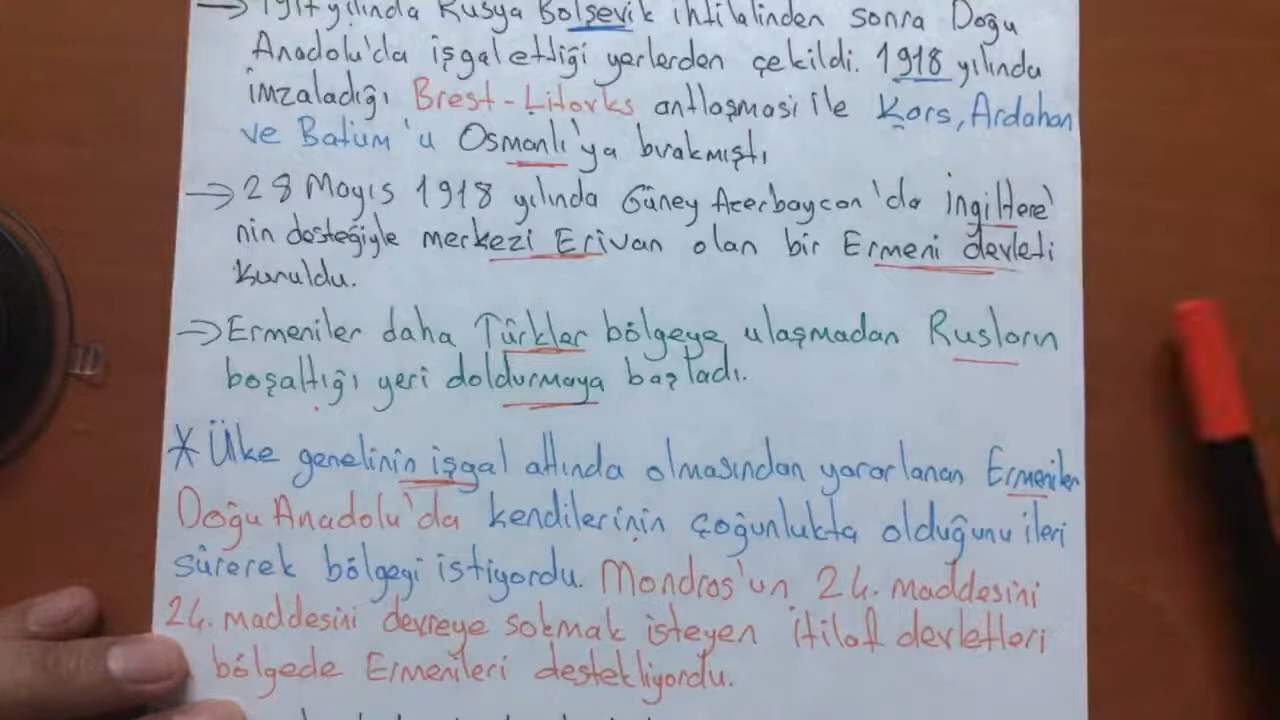 → 1917 yılında Rusya Bolşevik ihtilalinden sonra Doğu
Anadolu'da işgal ettiği yerlerden çekildi. 1918 yılında
imzaladığı Brest-Litovks antlaşması ile Kars, Ardahan
ve Batum'u Osmanlı'ya bırakmıştı
→ 28 Mayıs 1918 yılında Güney Azerbaycan'da İngiltere'
nin desteğiyle merkezi Erivan olan bir Ermeni devleti
kuruldu.
→ Ermeniler daha Türkler bölgeye ulaşmadan Rusların
boşalttığı yeri doldurmaya başladı.
* Ülke genelinin işgal altında olmasından yararlanan Ermeniler
Doğu Anadolu'da kendilerinin çoğunlukta olduğunu ileri
sürerek bölgeyi istiyordu. Mondros'un 24. maddesini
24. maddesini devreye sokmak isteyen itilaf devletleri
bölgede Ermenileri destekliyordu.